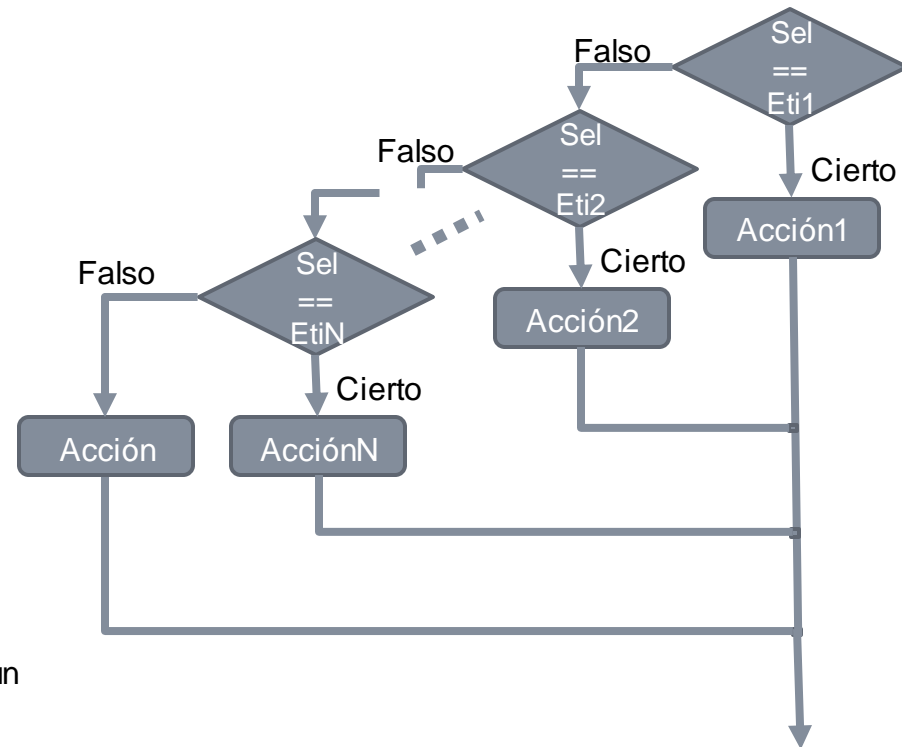 Sel
==
Eti1
Falso
Cierto
Acción1
Sel
==
Eti2
Falso
Cierto
Acción2
Sel
==
EtiN
Falso
Cierto
Acción
AcciónN